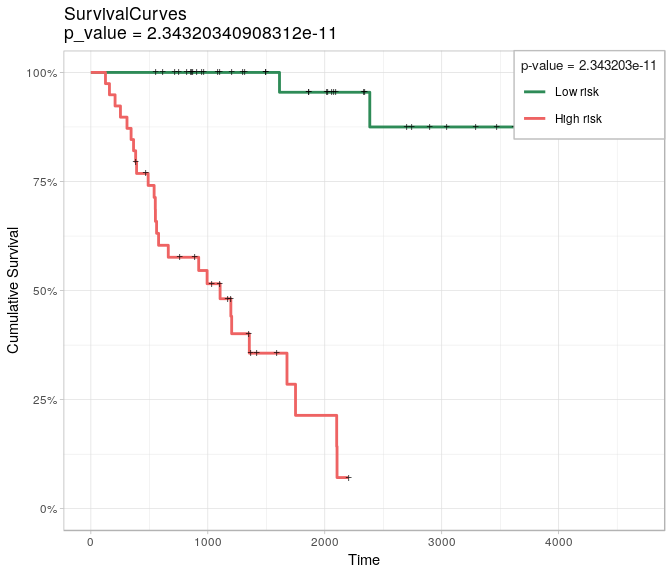 SurvivalCurves
p_value = 2.34320340908312e-11
p-value = 2.343203e-11
Low risk
High risk
100%
75%
50%
25%
0%
Cumulative Survival
0
1000
2000
3000
4000
Time